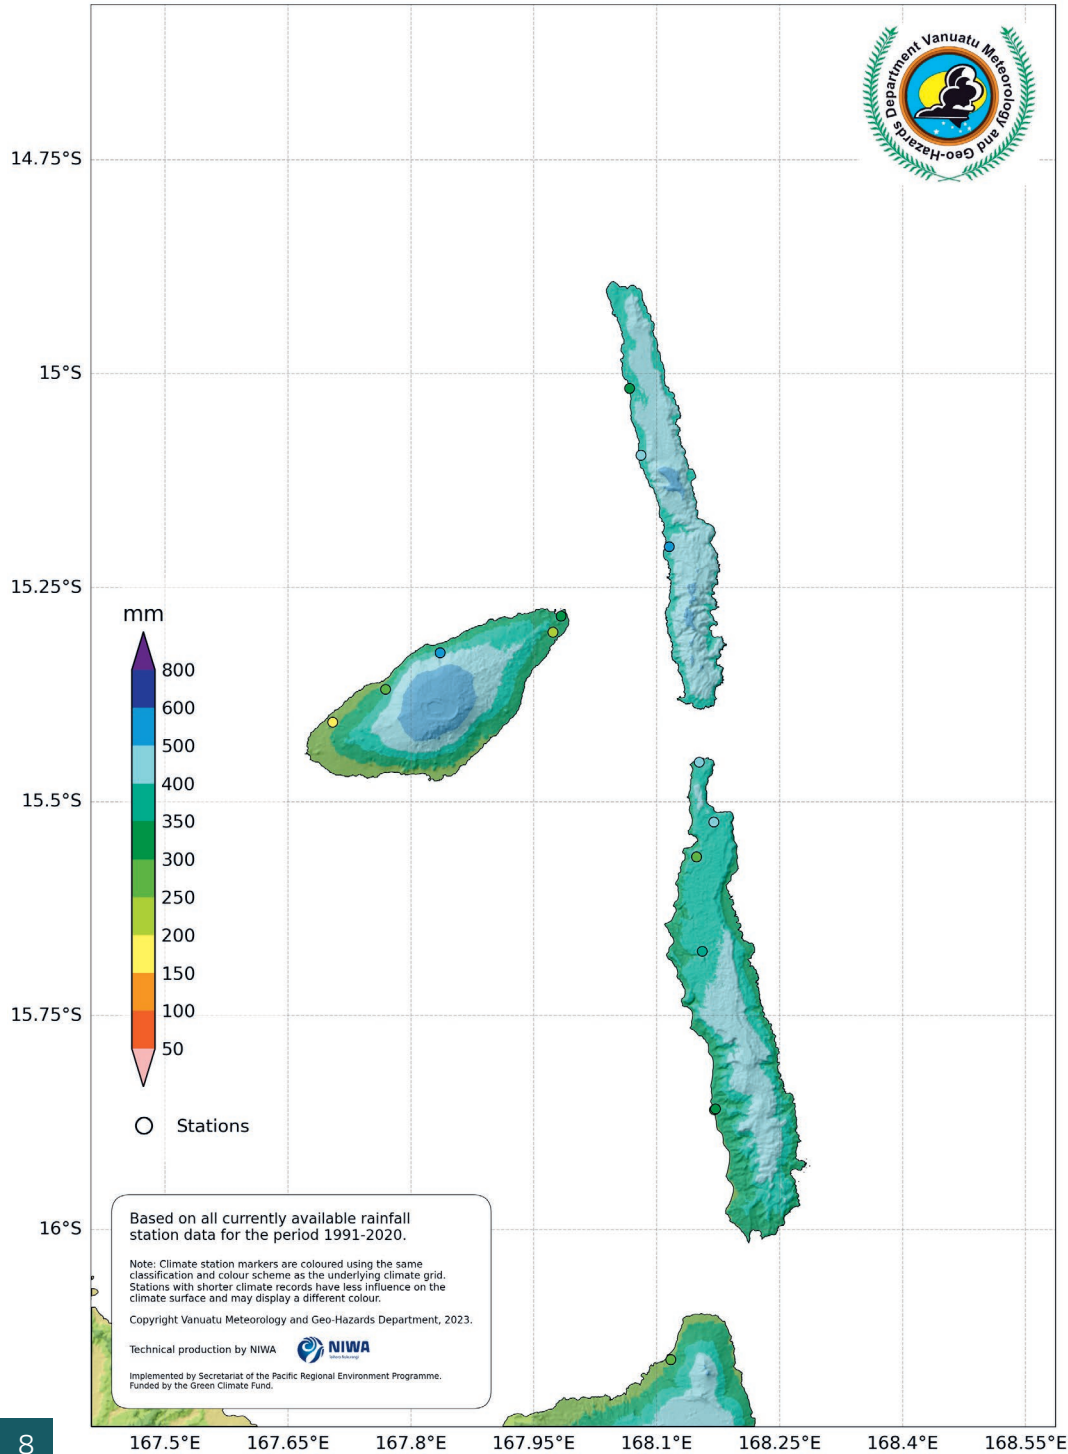 Vanuatu Meteorology and Geo-Hazards Department
14.75°S
15°S
15.25°S
15.5°S
15.75°S
16°S
mm
800
600
500
400
350
300
250
200
150
100
50
Stations
Based on all currently available rainfall
station data for the period 1991-2020.
Note: Climate station markers are coloured using the same
classification and colour scheme as the underlying climate grid.
Stations with shorter climate records have less influence on the
climate surface and may display a different colour.
Copyright Vanuatu Meteorology and Geo-Hazards Department, 2023.
Technical production by NIWA
NIWA
Implemented by Secretariat of the Pacific Regional Environment Programme.
Funded by the Green Climate Fund.
167.5°E 167.65°E 167.8°E 167.95°E 168.1°E 168.25°E 168.4°E 168.55°E
8